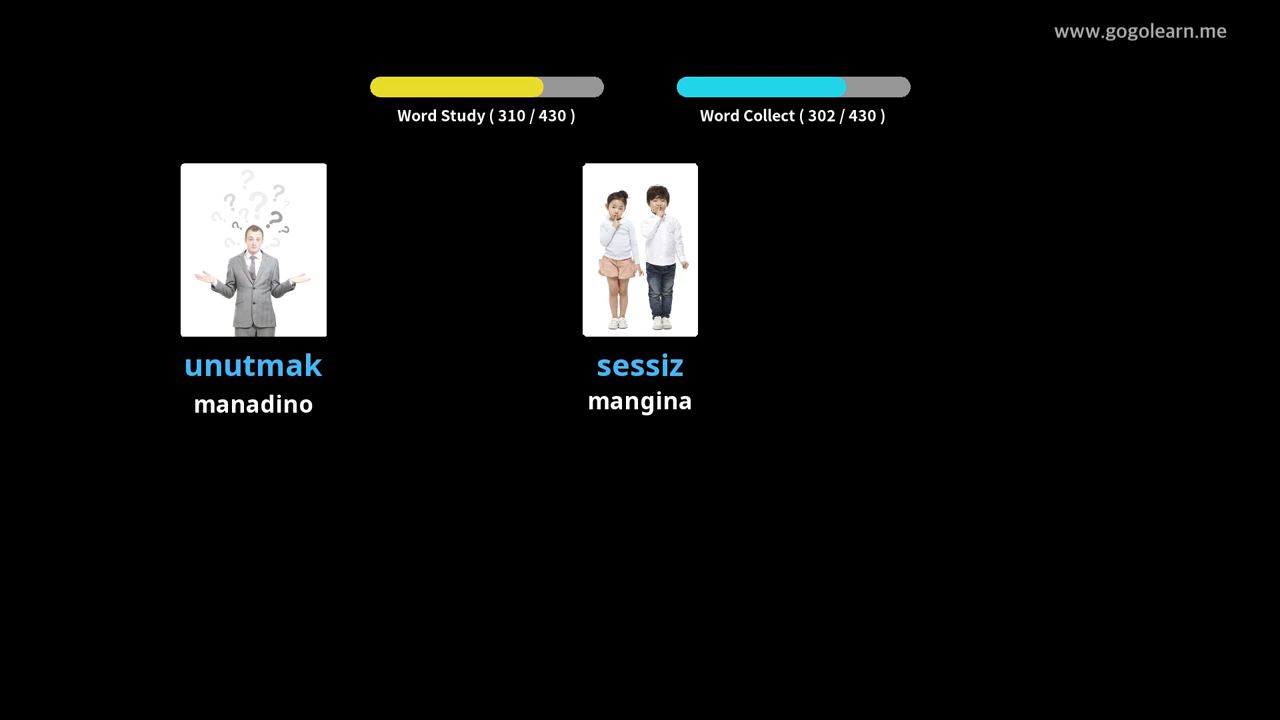 www.gogolearn.me
Word Study ( 310 / 430 )
Word Collect ( 302 / 430 )
unutmak
manadino
sessiz
mangina